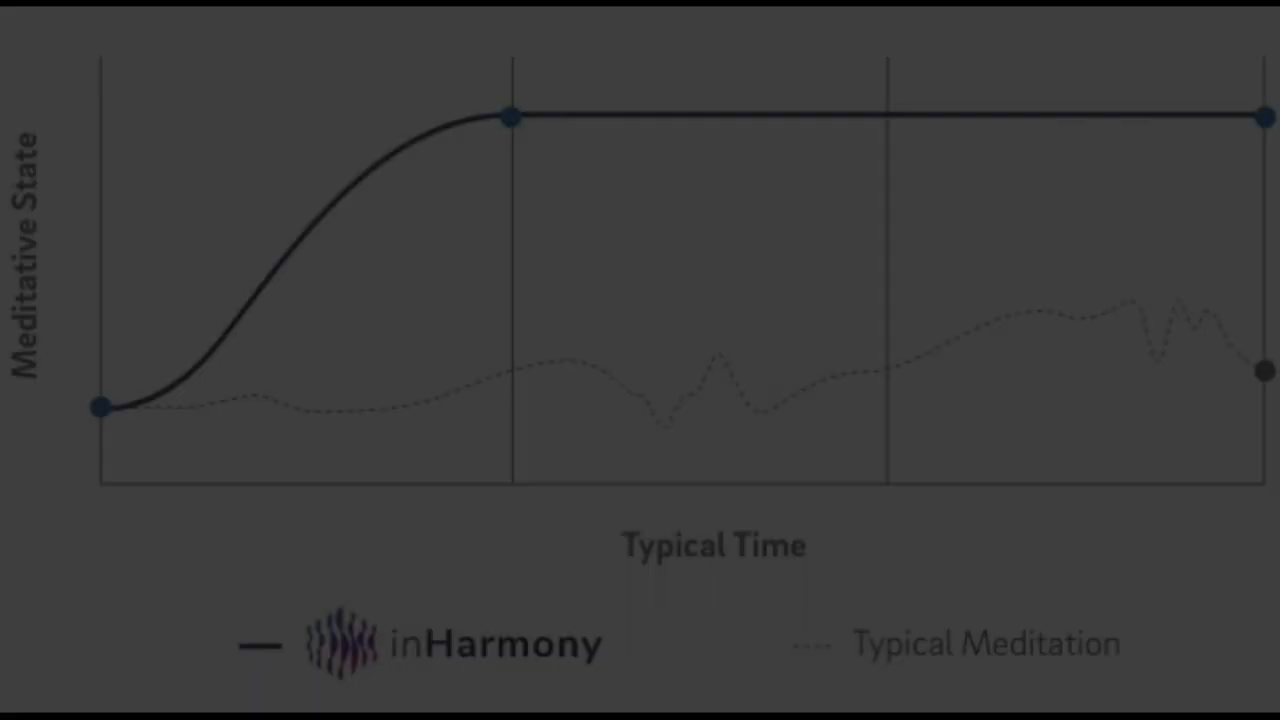 Meditative State
Typical Time
inHarmony
Typical Meditation